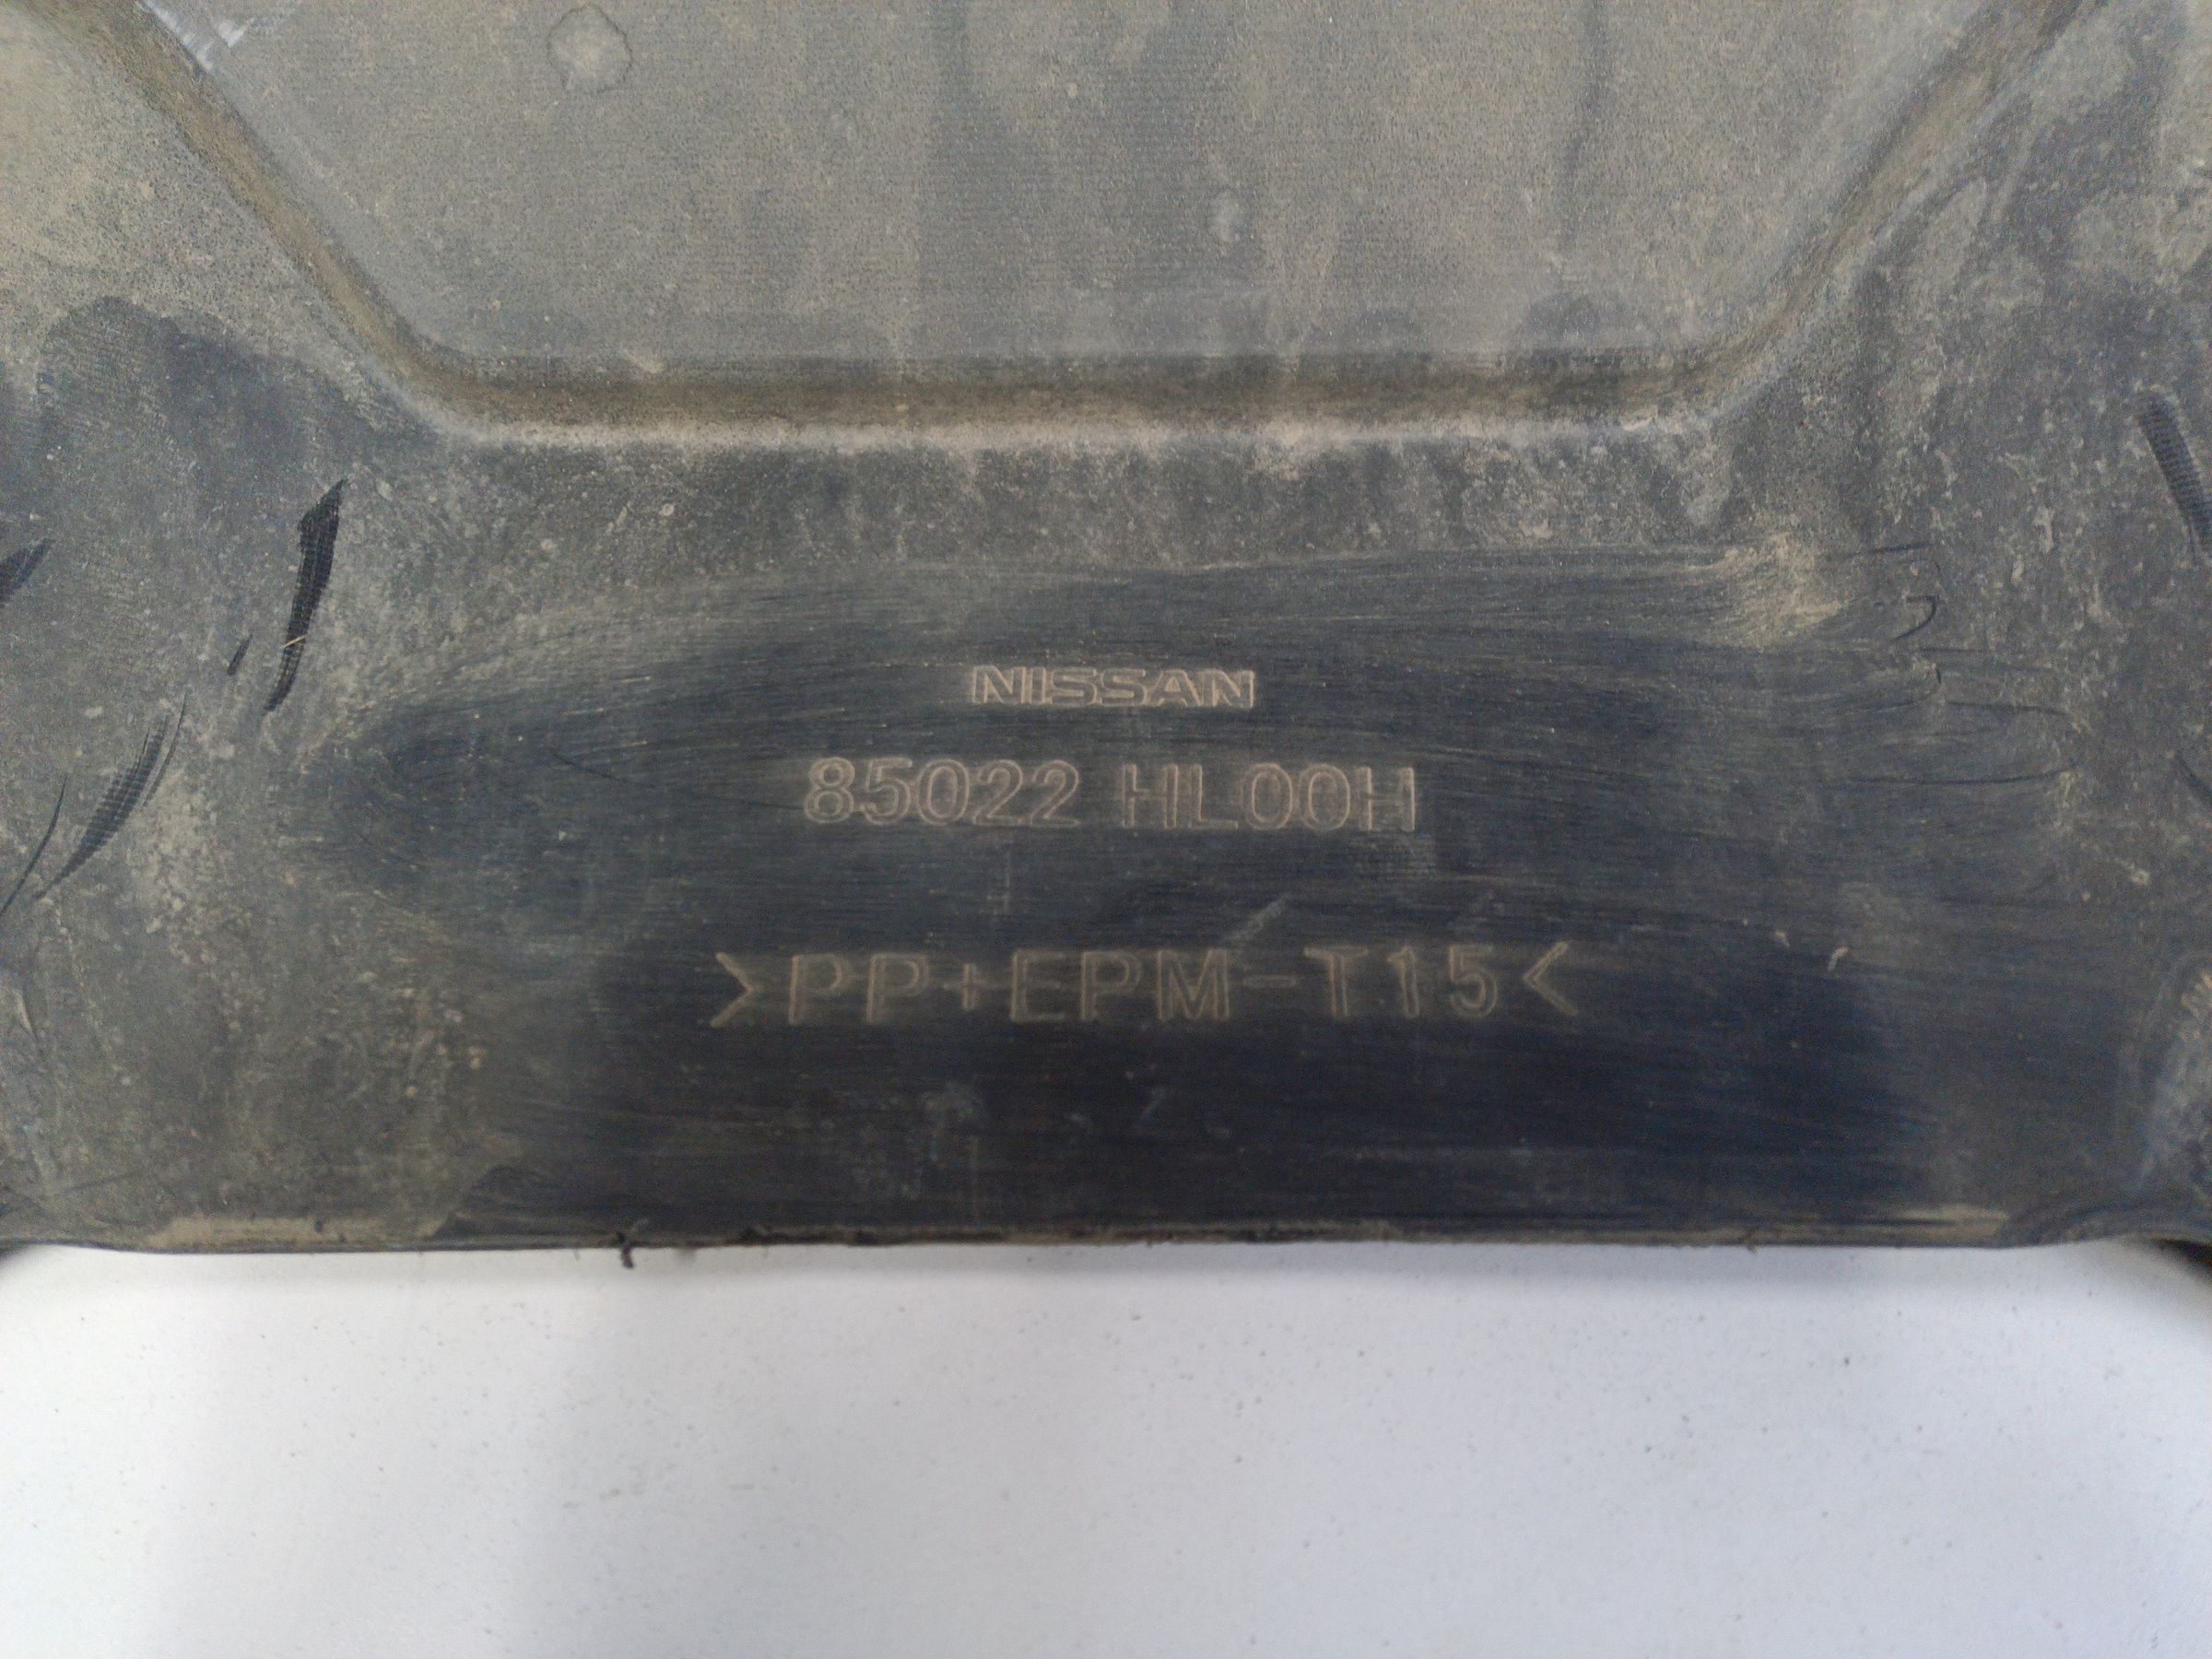 NISSAN
85022 HL00H
>PP+EPM-T15<